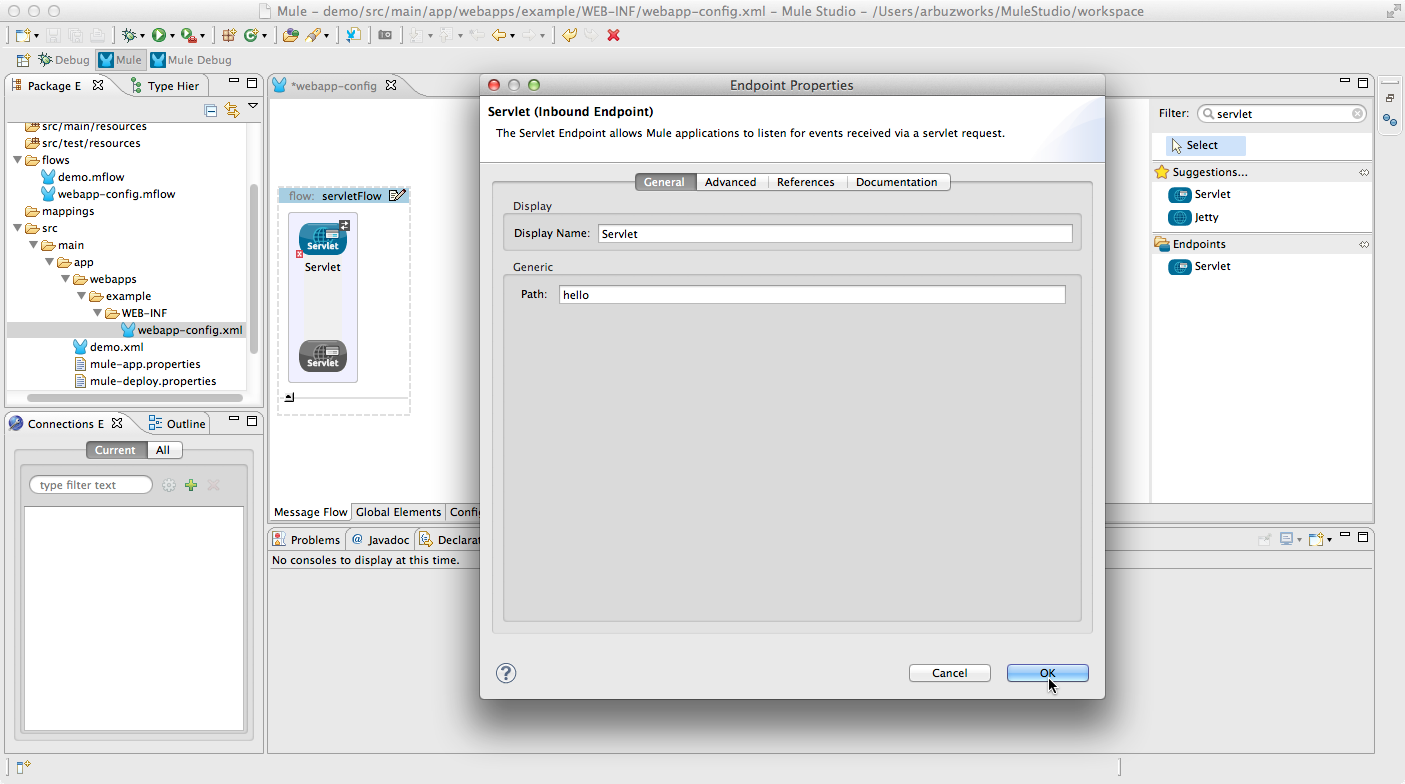 Mule – demo/src/main/app/webapps/example/WEB-INF/webapp-config.xml – Mule Studio – /Users/arbuzworks/MuleStudio/workspace
Debug Mule Mule Debug
Package E Type Hier
src/main/resources
src/test/resources
flows
demo.mflow
webapp-config.mflow
mappings
src
main
app
webapps
example
WEB-INF
webapp-config.xml
demo.xml
mule-app.properties
mule-deploy.properties
Connections E Outline
Current All
type filter text
*webapp-config
flow: servletFlow
Servlet
Servlet
Servlet
Message Flow Global Elements Config
Problems @ Javadoc Declarat
No consoles to display at this time.
Endpoint Properties
Servlet (Inbound Endpoint)
The Servlet Endpoint allows Mule applications to listen for events received via a servlet request.
General Advanced References Documentation
Display
Display Name: Servlet
Generic
Path: hello
?
Cancel OK
Filter: servlet
Select
Suggestions...
Servlet
Jetty
Endpoints
Servlet